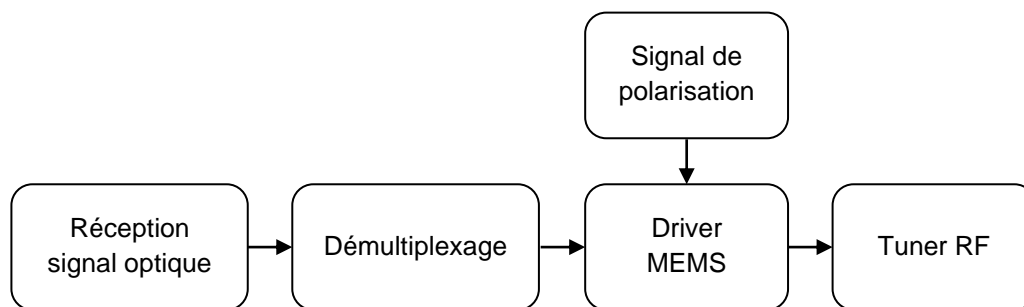 Signal de
polarisation
Réception
signal optique
Démultiplexage
Driver
MEMS
Tuner RF